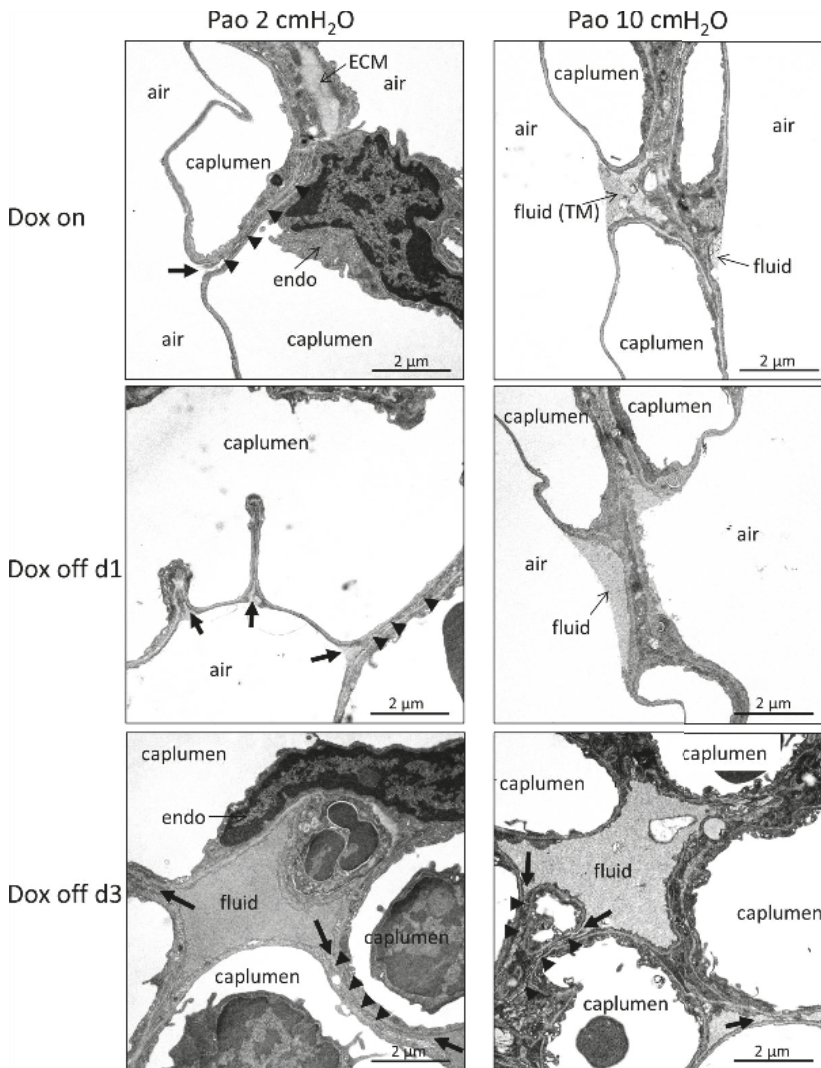 Pao 2 cmH₂O
Pao 10 cmH₂O
Dox on
ECM
air
air
caplumen
endo
air
caplumen
2 µm
caplumen
air
air
fluid (TM)
fluid
caplumen
2 µm
Dox off d1
caplumen
air
2 µm
caplumen
caplumen
air
air
fluid
2 µm
Dox off d3
caplumen
endo
fluid
caplumen
caplumen
2 µm
caplumen
caplumen
fluid
caplumen
caplumen
2 µm